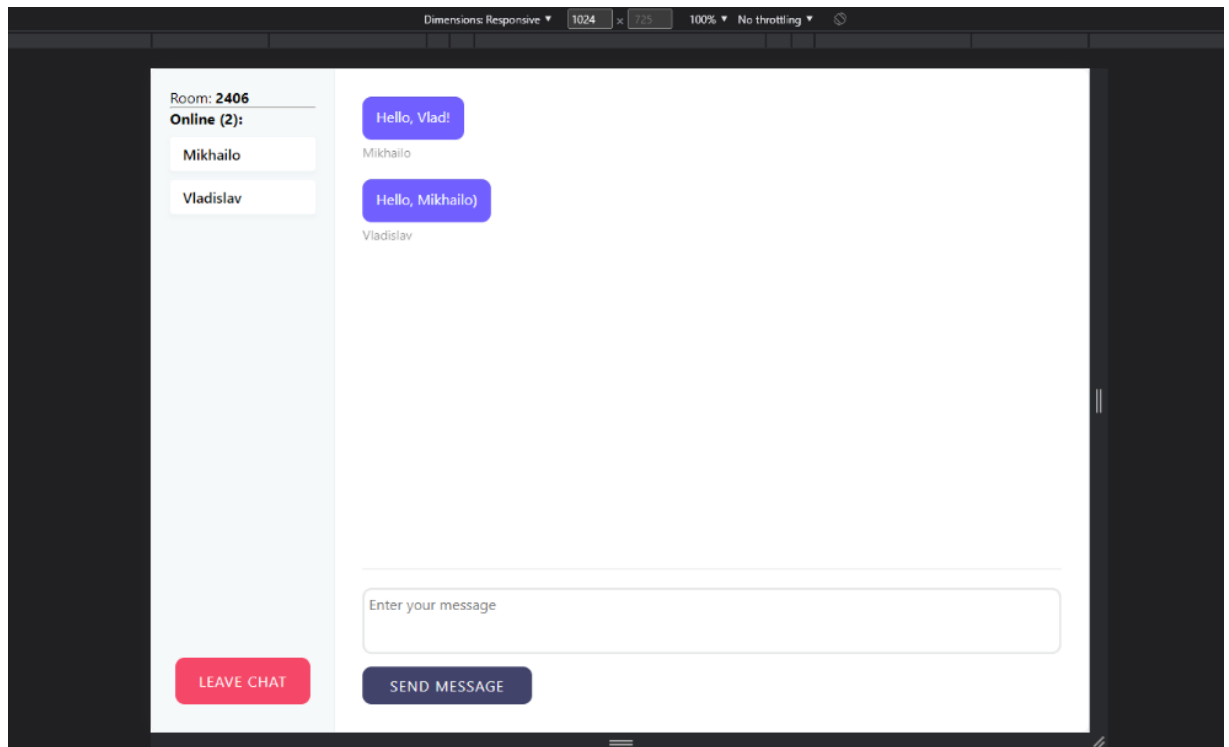 Dimensions: Responsive ▼ 1024 × 725 100% ▼ No throttling ▼
Room: 2406
Online (2):
Mikhailo
Vladislav
LEAVE CHAT
Hello, Vlad!
Mikhailo
Hello, Mikhailo)
Vladislav
Enter your message
SEND MESSAGE